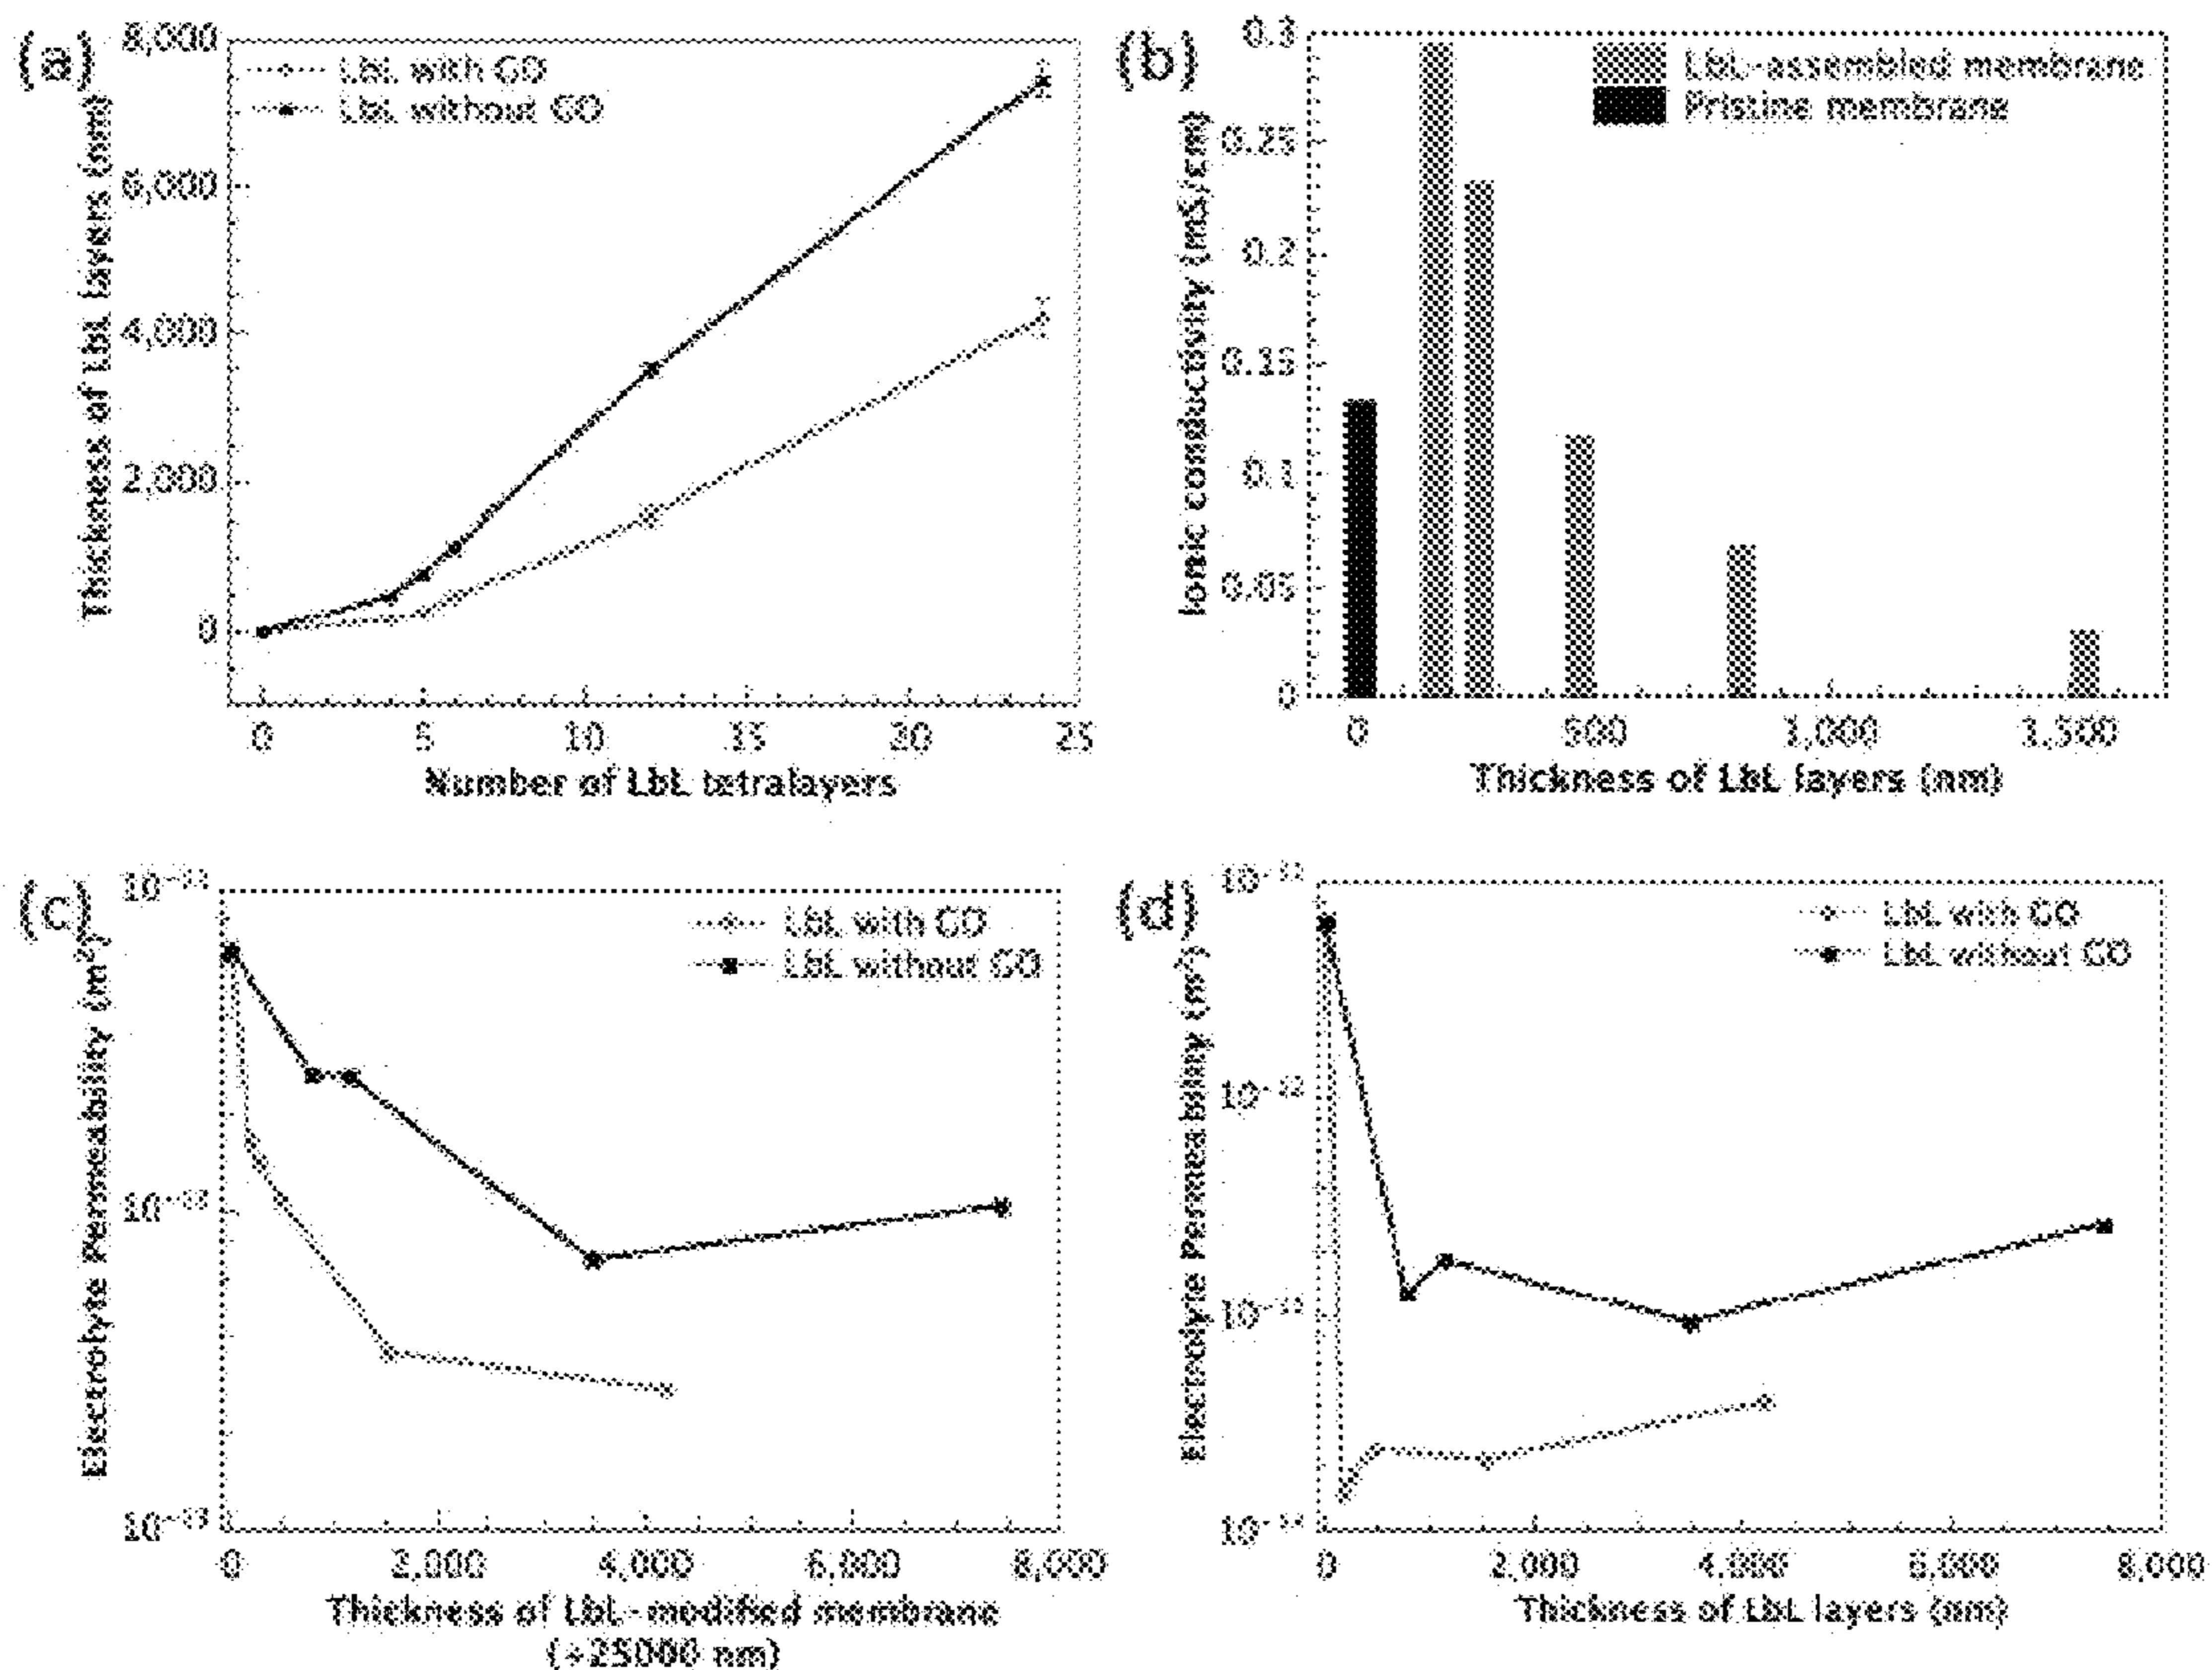 (a)
8,000
6,000
4,000
2,000
0
Thickness of LbL layers (nm)
LbL with GO
LbL without GO
0 5 10 15 20 25
Number of LbL tetralayers
(b)
0.3
0.25
0.2
0.15
0.1
0.05
0
Ionic conductivity (mS/cm)
LbL-assembled membrane
Pristine membrane
0 500 1,000 1,500
Thickness of LbL layers (nm)
(c)
Electrolyte Permeability (m²)
LbL with GO
LbL without GO
0 2,000 4,000 6,000 8,000
Thickness of LbL-modified membrane
(+25000 nm)
(d)
Electrolyte Permeability (m²)
LbL with GO
LbL without GO
0 2,000 4,000 6,000 8,000
Thickness of LbL layers (nm)